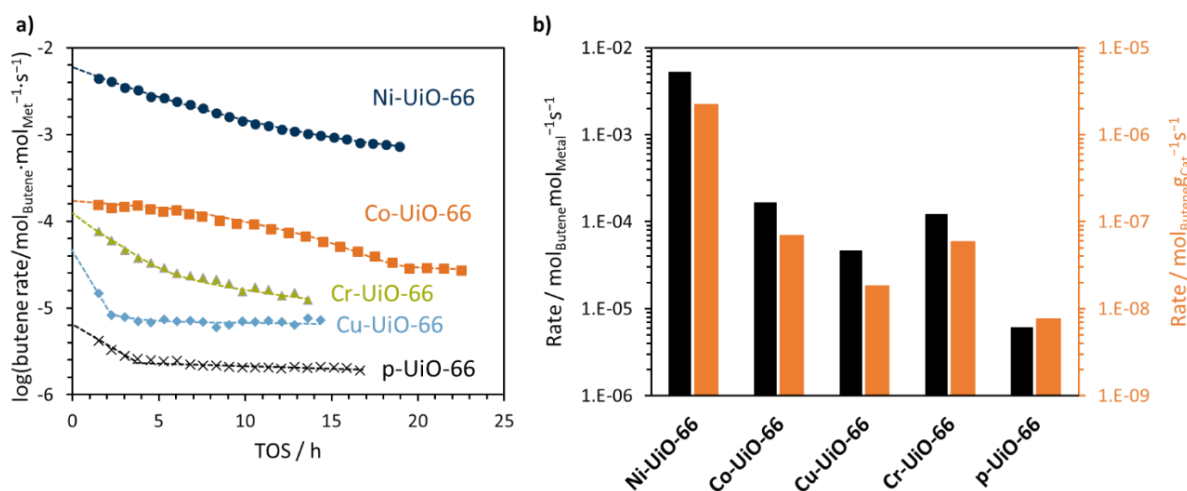 a)
log(butene rate/mol_Butene·mol_Met⁻¹·s⁻¹)
-2
-3
-4
-5
-6
Ni-UiO-66
Co-UiO-66
Cr-UiO-66
Cu-UiO-66
p-UiO-66
0 5 10 15 20 25
TOS / h
b)
Rate / mol_Butene mol_Metal⁻¹s⁻¹
1.E-02
1.E-03
1.E-04
1.E-05
1.E-06
1.E-05
1.E-06
1.E-07
1.E-08
1.E-09
Rate / mol_Butene g_Cat⁻¹s⁻¹
Ni-UiO-66
Co-UiO-66
Cu-UiO-66
Cr-UiO-66
p-UiO-66